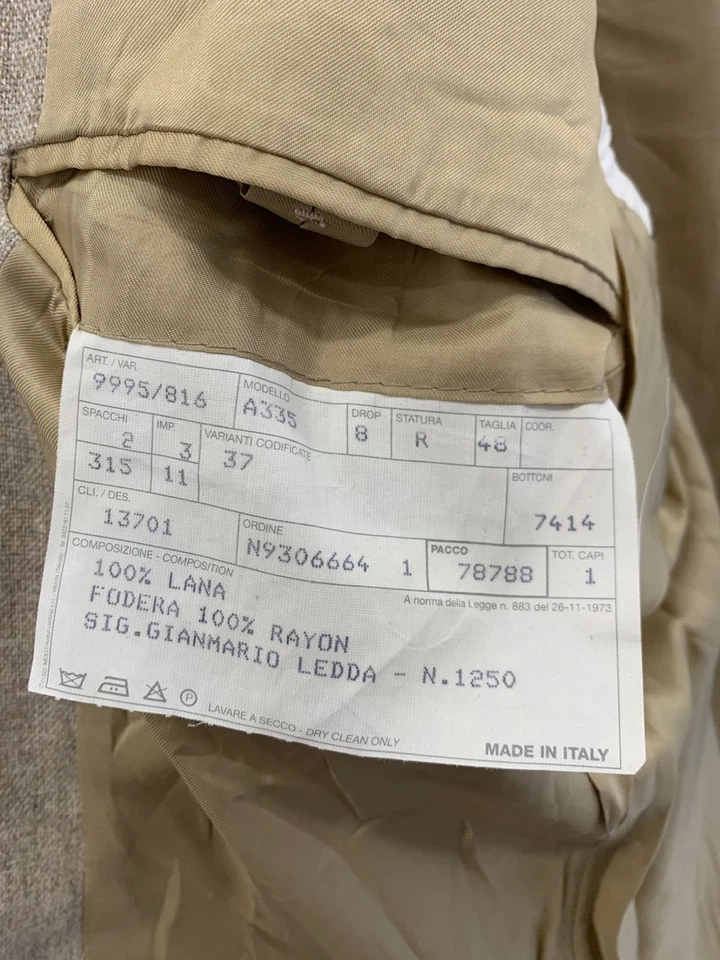 ART. / VAR.
9995/816
MODELLO
A335
DROP
8
STATURA
R
TAGLIA
48
COOR.
SPACCHI
2
IMP.
3
VARIANTI CODIFICATE
37
315
11
BOTTONI
7414
CLI. / DES.
13701
ORDINE
N9306664 1
PACCO
78788
TOT. CAPI
1
COMPOSIZIONE - COMPOSITION
A norma della Legge n. 883 del 26-11-1973
100% LANA
FODERA 100% RAYON
SIG.GIANMARIO LEDDA - N.1250
P
LAVARE A SECCO - DRY CLEAN ONLY
MADE IN ITALY